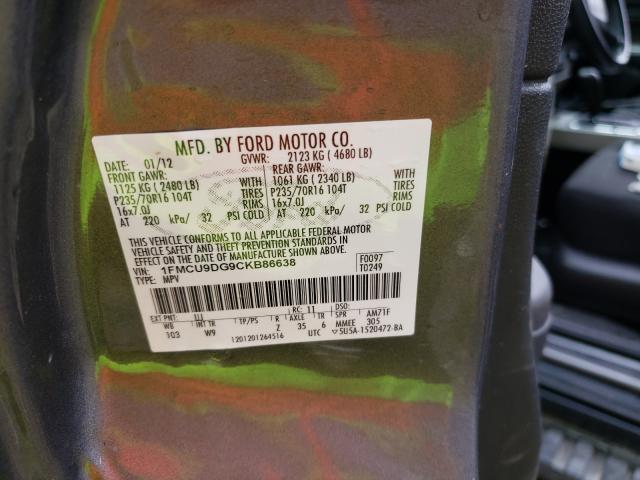 MFD. BY FORD MOTOR CO.
DATE: 01/12 GVWR: 2123 KG (4680 LB)
FRONT GAWR: REAR GAWR:
1125 KG (2480 LB) WITH 1061 KG (2340 LB) WITH
P235/70R16 104T TIRES P235/70R16 104T TIRES
16x7.0J RIMS 16x7.0J RIMS
AT 220 kPa/ 32 PSI COLD AT 220 kPa/ 32 PSI COLD
THIS VEHICLE CONFORMS TO ALL APPLICABLE FEDERAL MOTOR
VEHICLE SAFETY AND THEFT PREVENTION STANDARDS IN
EFFECT ON THE DATE OF MANUFACTURE SHOWN ABOVE.
VIN: 1FMCU9DG9CKB86638 F0097
TYPE: MPV T0249
EXT PNT: UJ RC: 11 DSO:
WB INT TR TP/PS R AXLE TR SPR AM71F
103 W9 Z 35 6 MMEE 305
1201201264516 UTC 5U5A-1520472-BA